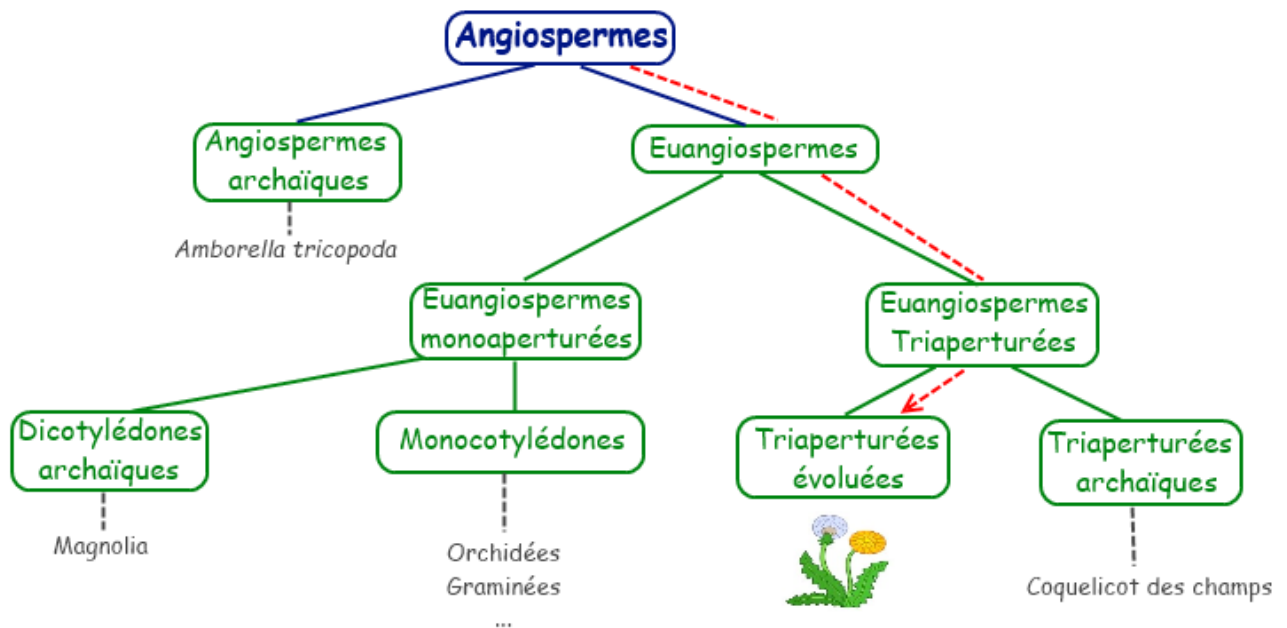 Angiospermes
Angiospermes
archaïques
Euangiospermes
Amborella tricopoda
Euangiospermes
monoaperturées
Euangiospermes
Triaperturées
Dicotylédones
archaïques
Monocotylédones
Triaperturées
évoluées
Triaperturées
archaïques
Magnolia
Orchidées
Graminées
...
Coquelicot des champs